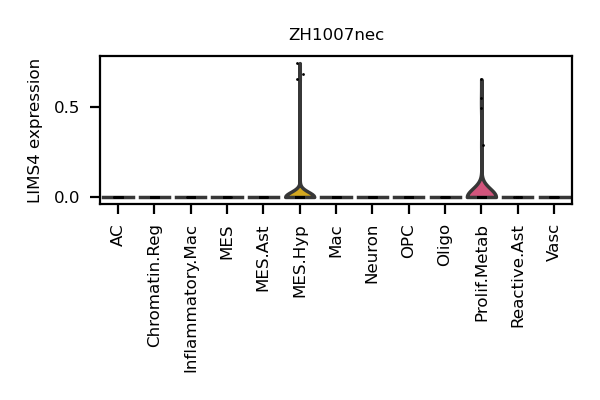 ZH1007nec
LIMS4 expression
0.5
0.0
AC
Chromatin.Reg
Inflammatory.Mac
MES
MES.Ast
MES.Hyp
Mac
Neuron
OPC
Oligo
Prolif.Metab
Reactive.Ast
Vasc